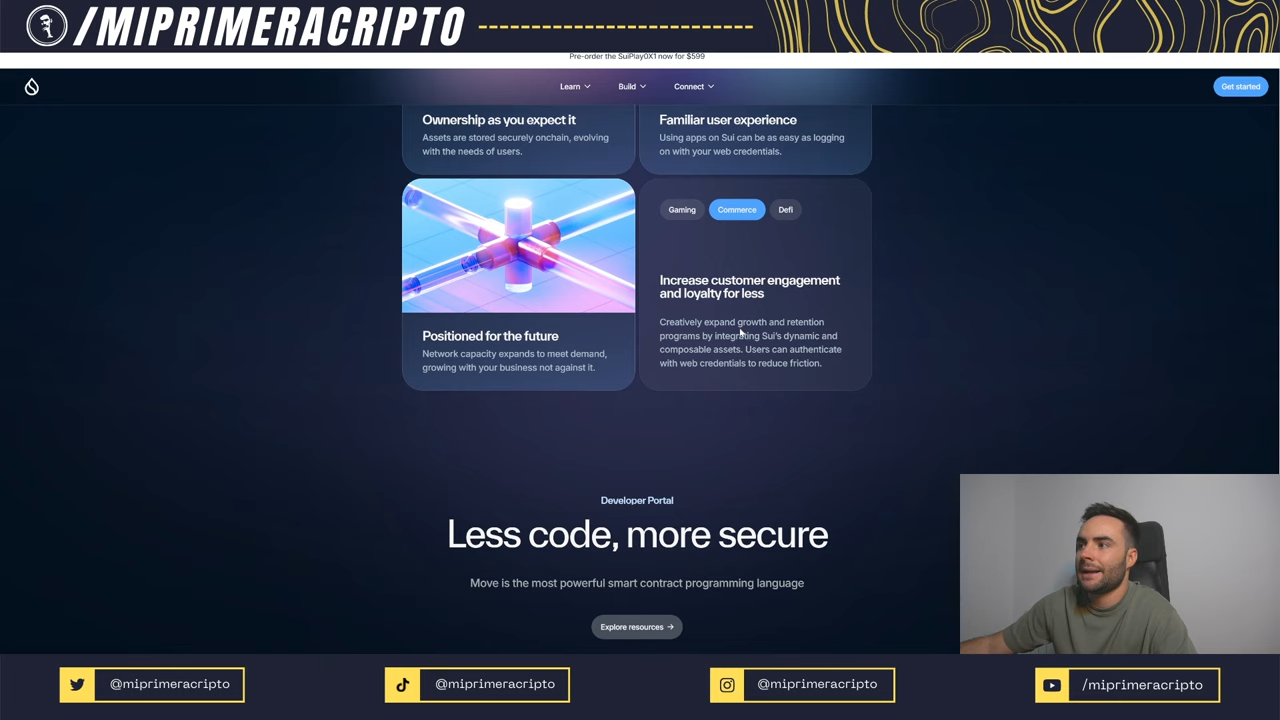 /MIPRIMERACRIPTO
Pre-order the SuiPlay0X1 now for $599
Learn
Build
Connect
Get started
Ownership as you expect it
Assets are stored securely onchain, evolving
with the needs of users.
Familiar user experience
Using apps on Sui can be as easy as logging
on with your web credentials.
Gaming
Commerce
Defi
Positioned for the future
Network capacity expands to meet demand,
growing with your business not against it.
Increase customer engagement
and loyalty for less
Creatively expand growth and retention
programs by integrating Sui's dynamic and
composable assets. Users can authenticate
with web credentials to reduce friction.
Developer Portal
Less code, more secure
Move is the most powerful smart contract programming language
Explore resources →
@miprimeracripto
@miprimeracripto
@miprimeracripto
/miprimeracripto